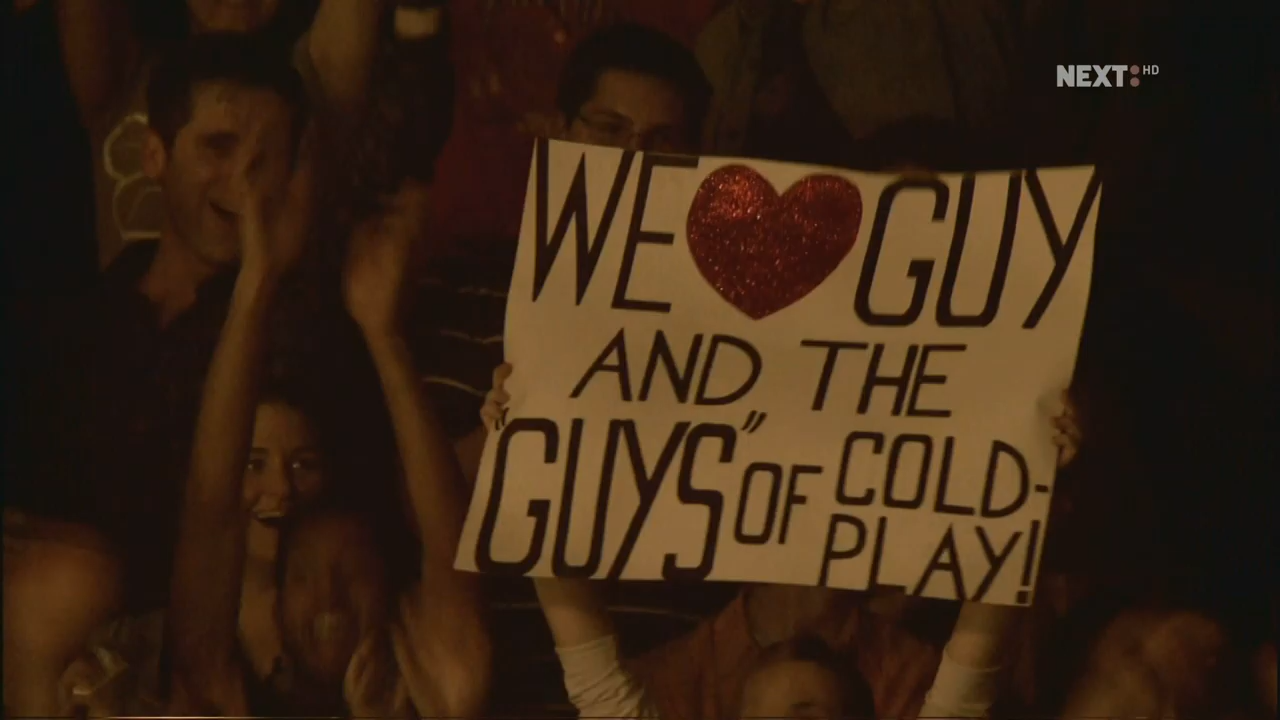 NEXT: HD
WE ❤ GUY
AND THE
"GUYS" OF COLD-
PLAY!